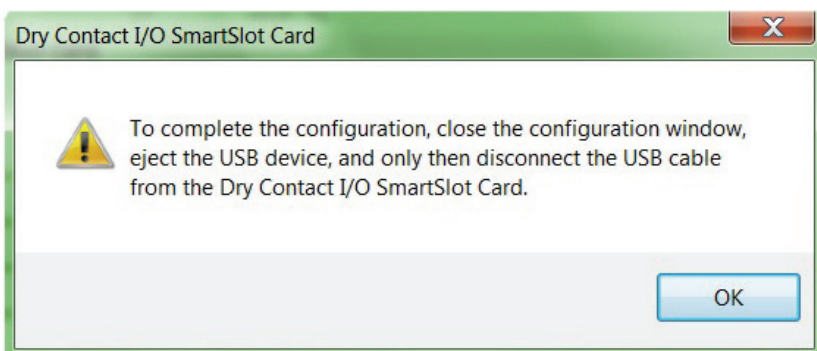 Dry Contact I/O SmartSlot Card
X
To complete the configuration, close the configuration window,
eject the USB device, and only then disconnect the USB cable
from the Dry Contact I/O SmartSlot Card.
OK